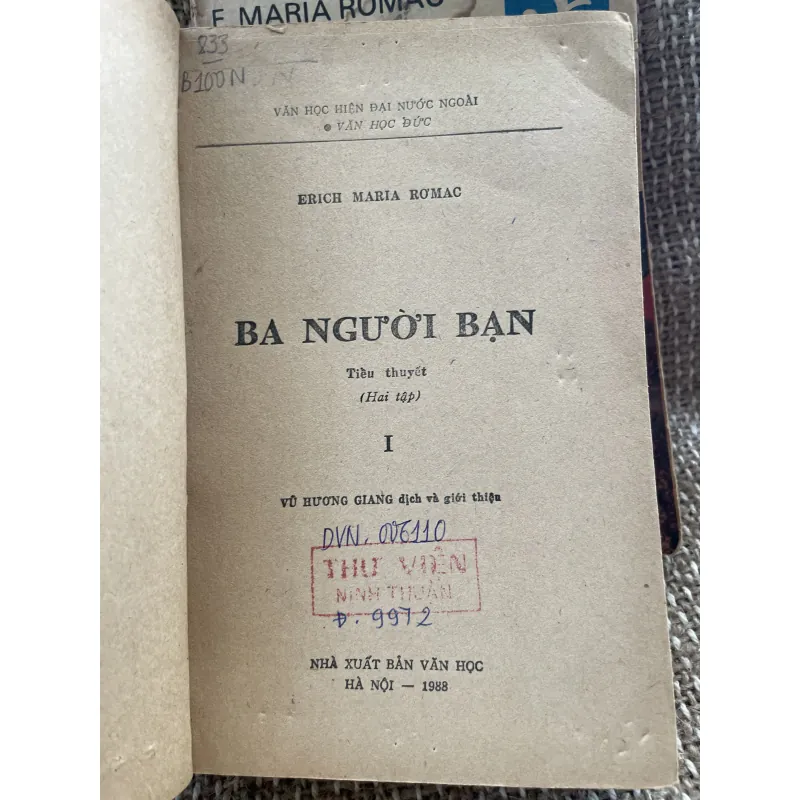 E. MARIA ROMAC
833
B100N
VĂN HỌC HIỆN ĐẠI NƯỚC NGOÀI
● VĂN HỌC ĐỨC
ERICH MARIA RƠMAC
BA NGƯỜI BẠN
Tiểu thuyết
(Hai tập)
I
VŨ HƯƠNG GIANG dịch và giới thiệu
DVN. 006110
THƯ VIỆN
NINH THUẬN
Đ. 9972
NHÀ XUẤT BẢN VĂN HỌC
HÀ NỘI — 1988